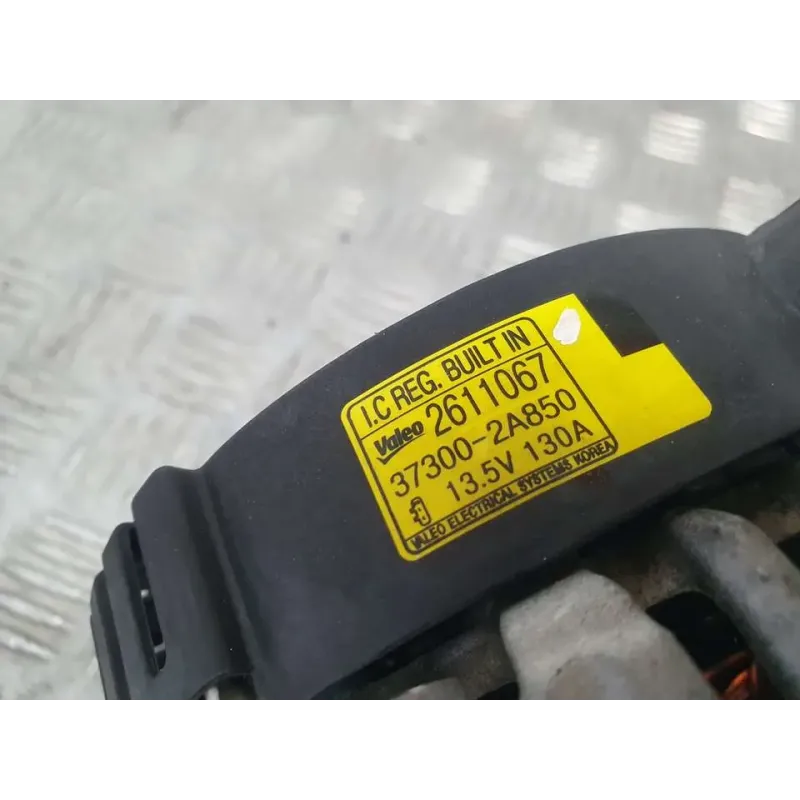 I.C REG. BUILT IN
Valeo 2611067
37300-2A850
13.5V 130A
VALEO ELECTRICAL SYSTEMS KOREA